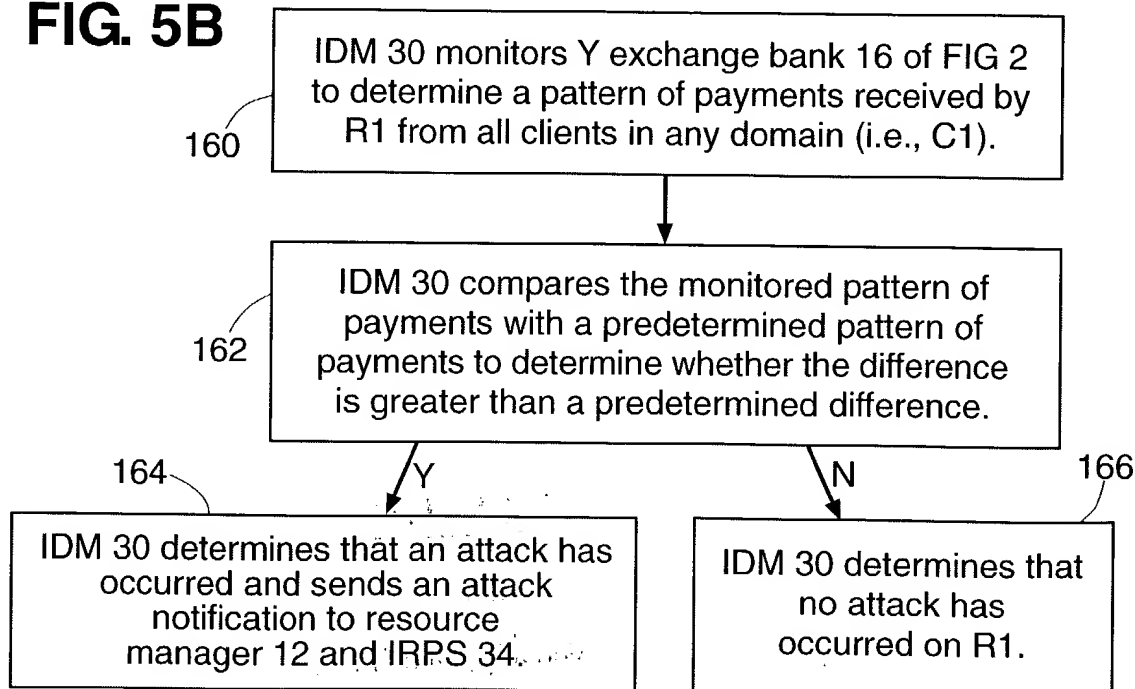 FIG. 5B
IDM 30 monitors Y exchange bank 16 of FIG 2
to determine a pattern of payments received by
R1 from all clients in any domain (i.e., C1).
160
IDM 30 compares the monitored pattern of
payments with a predetermined pattern of
payments to determine whether the difference
is greater than a predetermined difference.
162
164
Y
N
166
IDM 30 determines that an attack has
occurred and sends an attack
notification to resource
manager 12 and IRPS 34.
IDM 30 determines that
no attack has
occurred on R1.